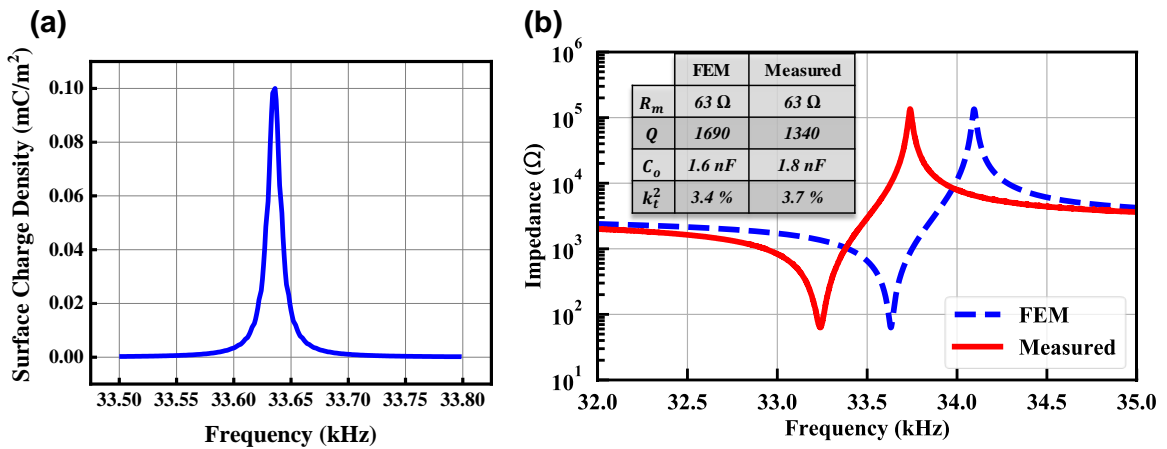 (a)
Surface Charge Density (mC/m²)
0.10
0.08
0.06
0.04
0.02
0.00
33.50 33.55 33.60 33.65 33.70 33.75 33.80
Frequency (kHz)
(b)
Impedance (Ω)
10⁶
10⁵
10⁴
10³
10²
10¹
FEM Measured
Rₘ 63 Ω 63 Ω
Q 1690 1340
Cₒ 1.6 nF 1.8 nF
kₜ² 3.4 % 3.7 %
FEM
Measured
32.0 32.5 33.0 33.5 34.0 34.5 35.0
Frequency (kHz)